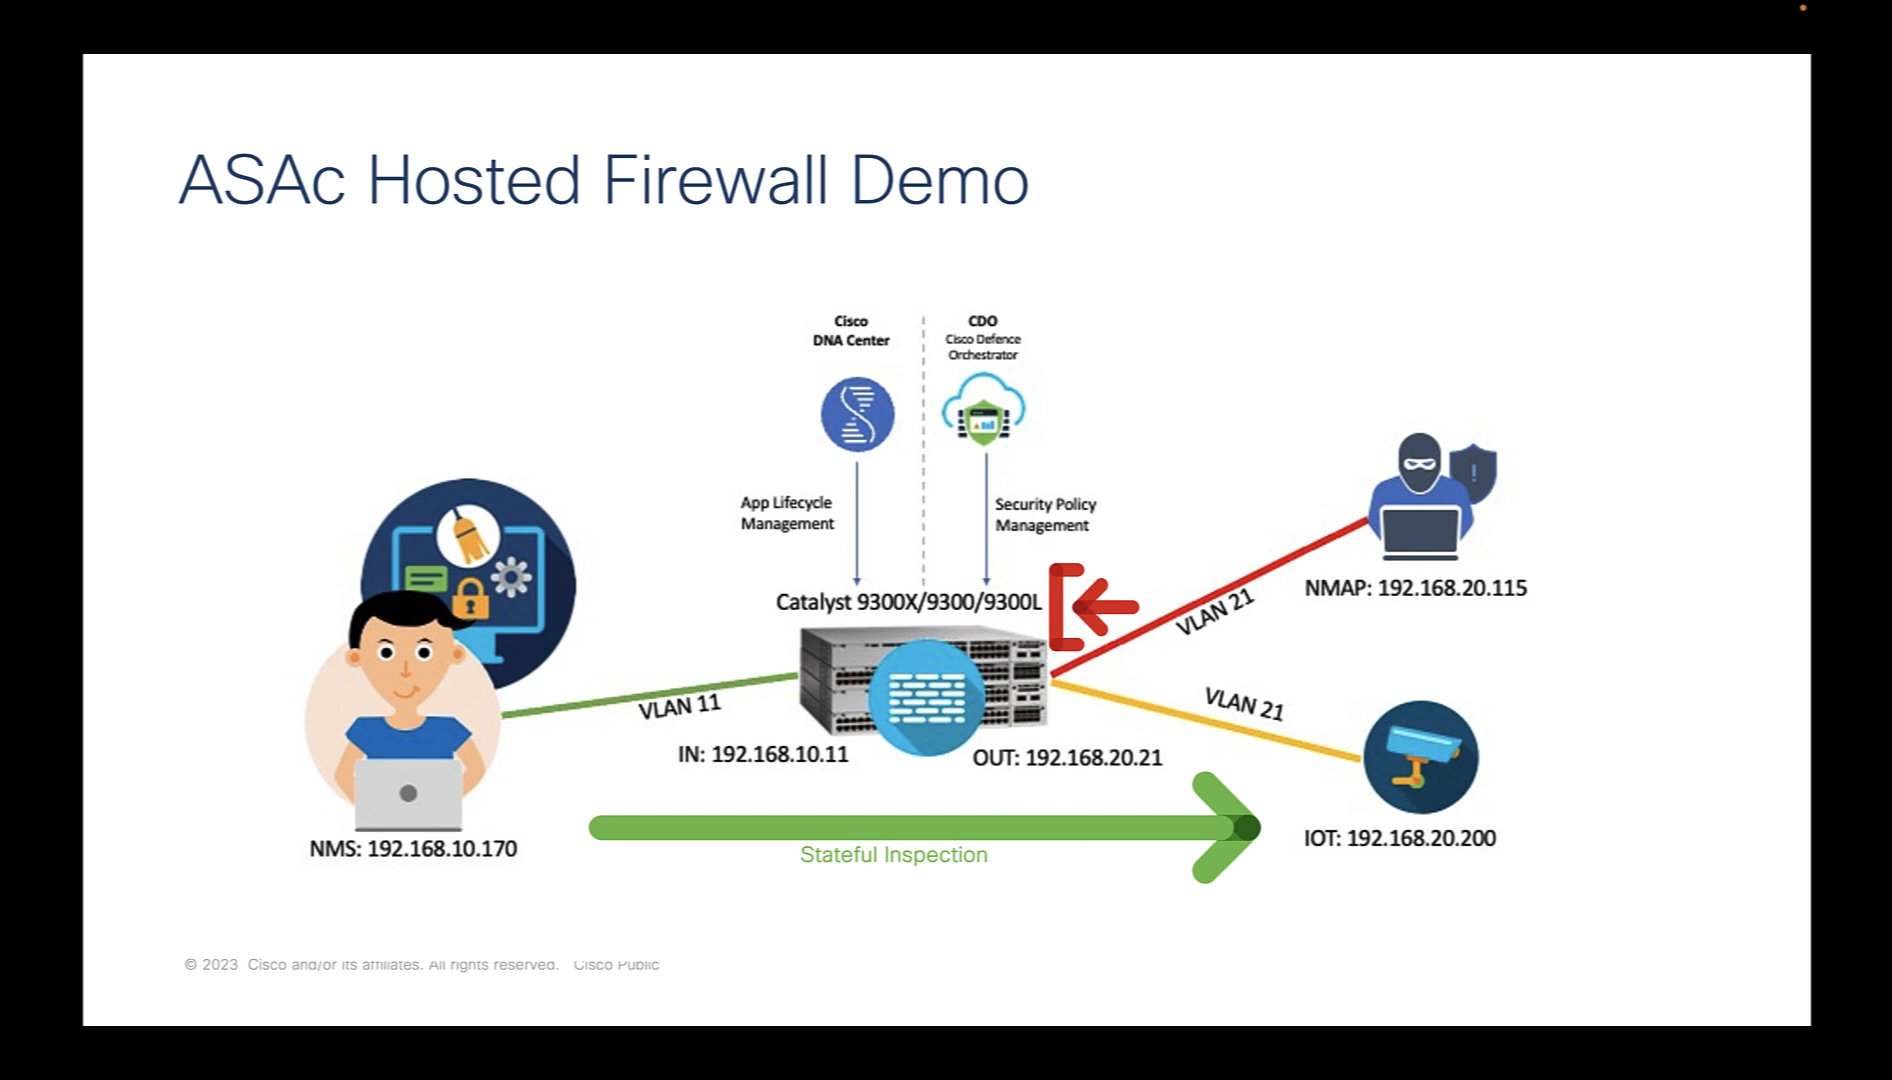 ASAc Hosted Firewall Demo
Cisco
DNA Center
CDO
Cisco Defence
Orchestrator
App Lifecycle
Management
Security Policy
Management
Catalyst 9300X/9300/9300L
VLAN 11
VLAN 21
VLAN 21
NMAP: 192.168.20.115
IN: 192.168.10.11
OUT: 192.168.20.21
NMS: 192.168.10.170
Stateful Inspection
IOT: 192.168.20.200
© 2023 Cisco and/or its affiliates. All rights reserved. Cisco Public